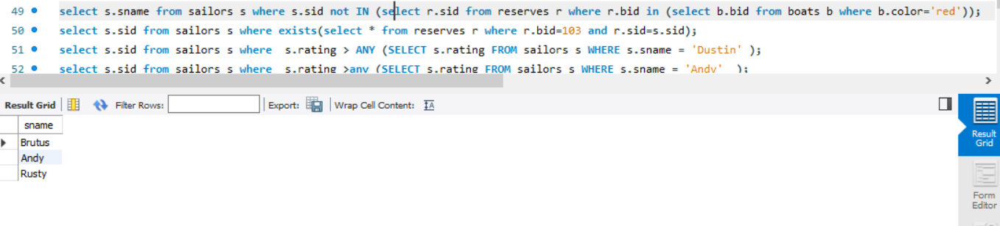 49 select s.sname from sailors s where s.sid not IN (select r.sid from reserves r where r.bid in (select b.bid from boats b where b.color='red'));
50 select s.sid from sailors s where exists(select * from reserves r where r.bid=103 and r.sid=s.sid);
51 select s.sid from sailors s where  s.rating > ANY (SELECT s.rating FROM sailors s WHERE s.sname = 'Dustin' );
52 select s.sid from sailors s where  s.rating >any (SELECT s.rating FROM sailors s WHERE s.sname = 'Andy'  );
Result Grid Filter Rows: Export: Wrap Cell Content: IA
sname
Brutus
Andy
Rusty
Result
Grid
Form
Editor